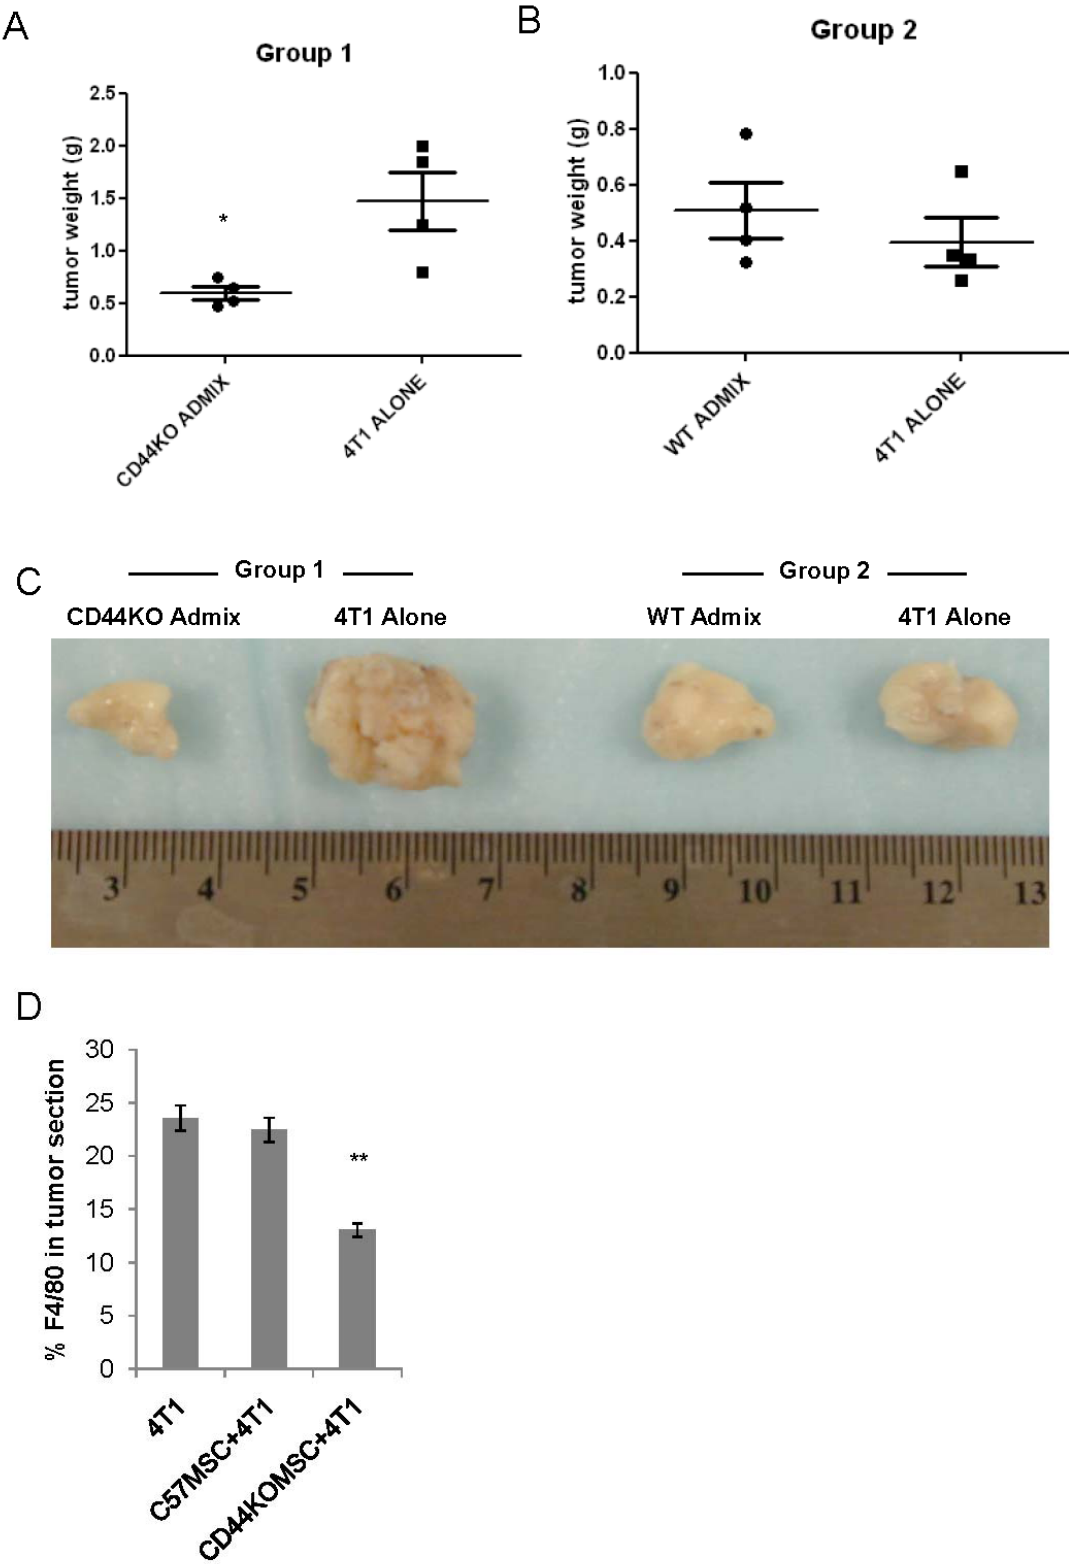 A
Group 1
tumor weight (g)
2.5
2.0
1.5
1.0
0.5
0.0
*
CD44KO ADMIX
4T1 ALONE
B
Group 2
tumor weight (g)
1.0
0.8
0.6
0.4
0.2
0.0
WT ADMIX
4T1 ALONE
C
Group 1
Group 2
CD44KO Admix
4T1 Alone
WT Admix
4T1 Alone
3 4 5 6 7 8 9 10 11 12 13
D
% F4/80 in tumor section
30
25
20
15
10
5
0
**
4T1
C57MSC+4T1
CD44KOMSC+4T1